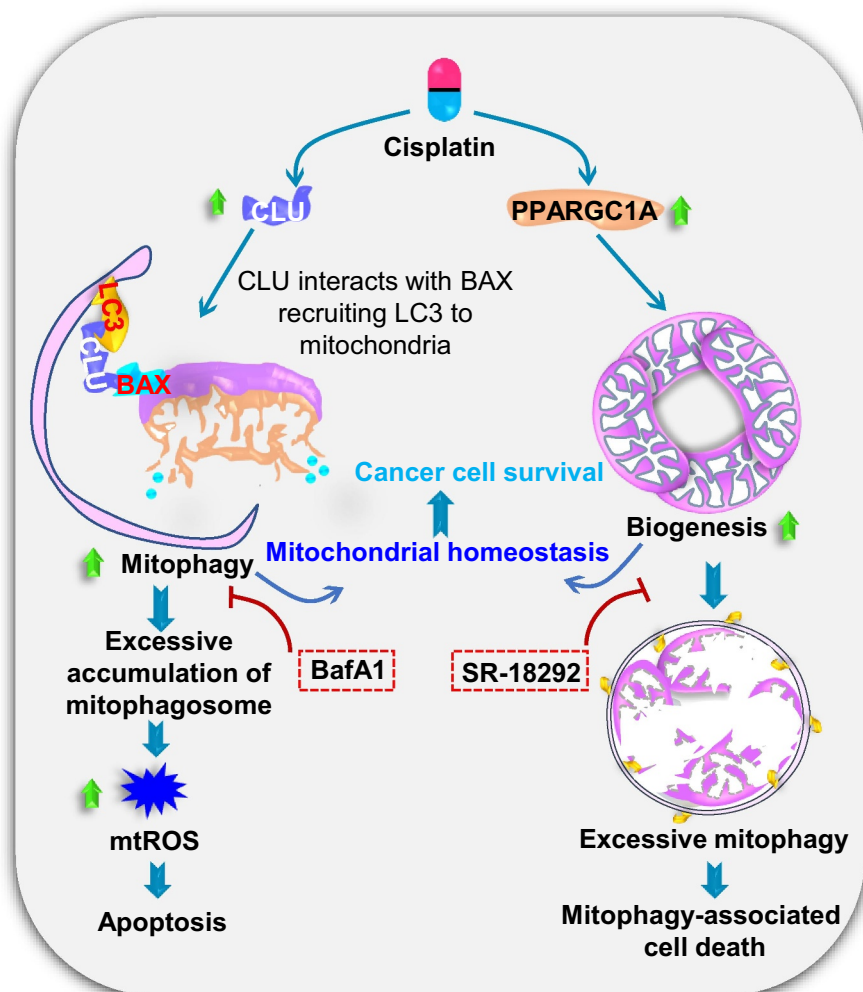 Cisplatin
CLU
PPARGC1A
CLU interacts with BAX
recruiting LC3 to
mitochondria
LC3
CLU
BAX
Cancer cell survival
Biogenesis
Mitochondrial homeostasis
Mitophagy
Excessive
accumulation of
mitophagosome
BafA1
SR-18292
mtROS
Apoptosis
Excessive mitophagy
Mitophagy-associated
cell death